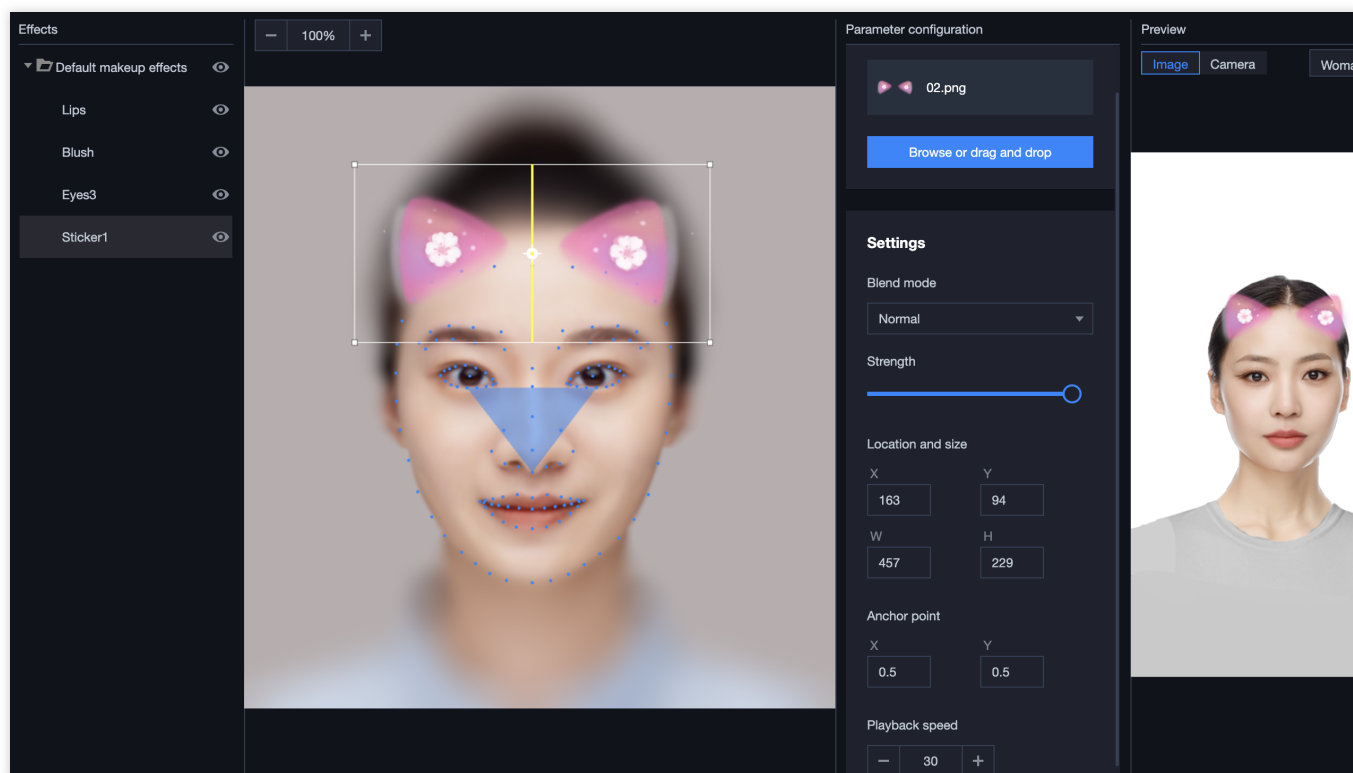 Effects
Default makeup effects
Lips
Blush
Eyes3
Sticker1
100%
Parameter configuration
02.png
Browse or drag and drop
Settings
Blend mode
Normal
Strength
Location and size
X Y
163 94
W H
457 229
Anchor point
X Y
0.5 0.5
Playback speed
30
Preview
Image Camera